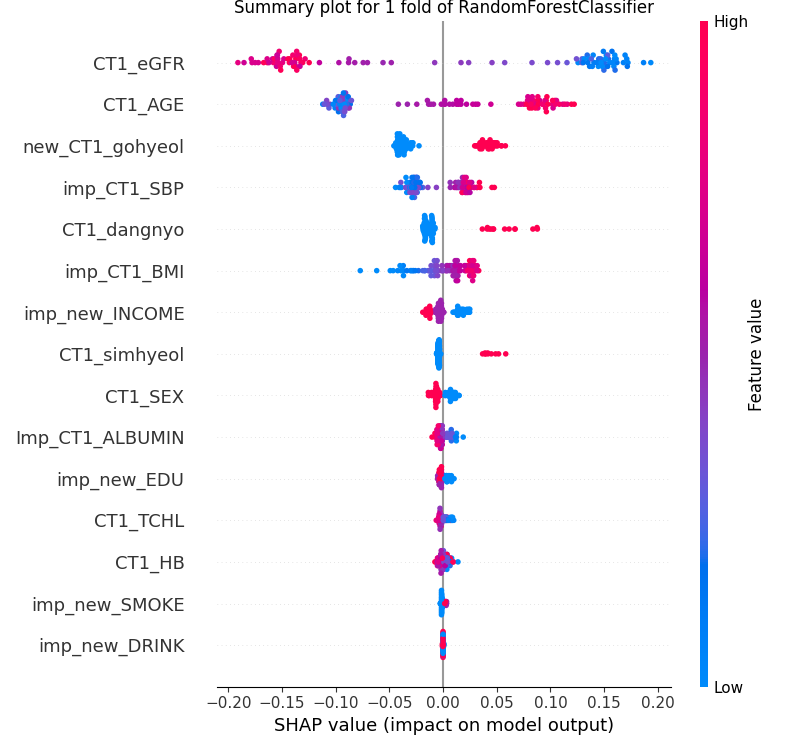 Summary plot for 1 fold of RandomForestClassifier
High
CT1_eGFR
CT1_AGE
new_CT1_gohyeol
imp_CT1_SBP
CT1_dangnyo
imp_CT1_BMI
imp_new_INCOME
CT1_simhyeol
CT1_SEX
Imp_CT1_ALBUMIN
imp_new_EDU
CT1_TCHL
CT1_HB
imp_new_SMOKE
imp_new_DRINK
Feature value
Low
−0.20 −0.15 −0.10 −0.05 0.00 0.05 0.10 0.15 0.20
SHAP value (impact on model output)